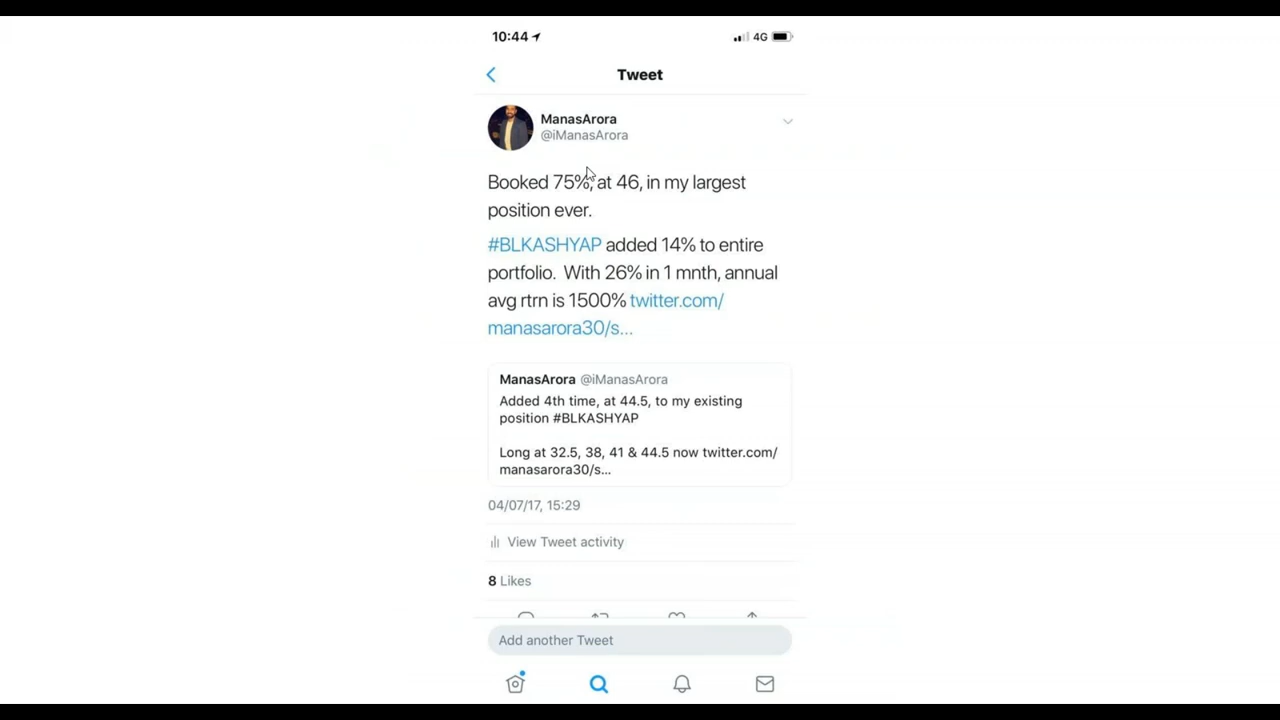 10:44
4G
Tweet
ManasArora
@iManasArora
Booked 75%, at 46, in my largest
position ever.
#BLKASHYAP added 14% to entire
portfolio. With 26% in 1 mnth, annual
avg rtrn is 1500% twitter.com/
manasarora30/s...
ManasArora @iManasArora
Added 4th time, at 44.5, to my existing
position #BLKASHYAP
Long at 32.5, 38, 41 & 44.5 now twitter.com/
manasarora30/s...
04/07/17, 15:29
View Tweet activity
8 Likes
Add another Tweet